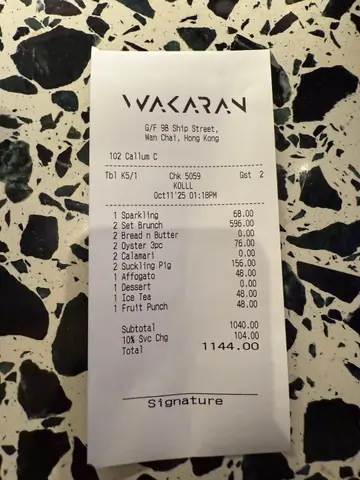 WAKARAN
G/F 9B Ship Street,
Wan Chai, Hong Kong
102 Callum C
Tbl K5/1 Chk 5059 Gst 2
KOLLL
Oct11'25 01:18PM
1 Sparkling 68.00
2 Set Brunch 596.00
2 Bread n Butter 0.00
2 Oyster 3pc 76.00
2 Calamari 0.00
2 Suckling Pig 156.00
1 Affogato 48.00
1 Dessert 0.00
1 Ice Tea 48.00
1 Fruit Punch 48.00
Subtotal 1040.00
10% Svc Chg 104.00
Total 1144.00
Signature